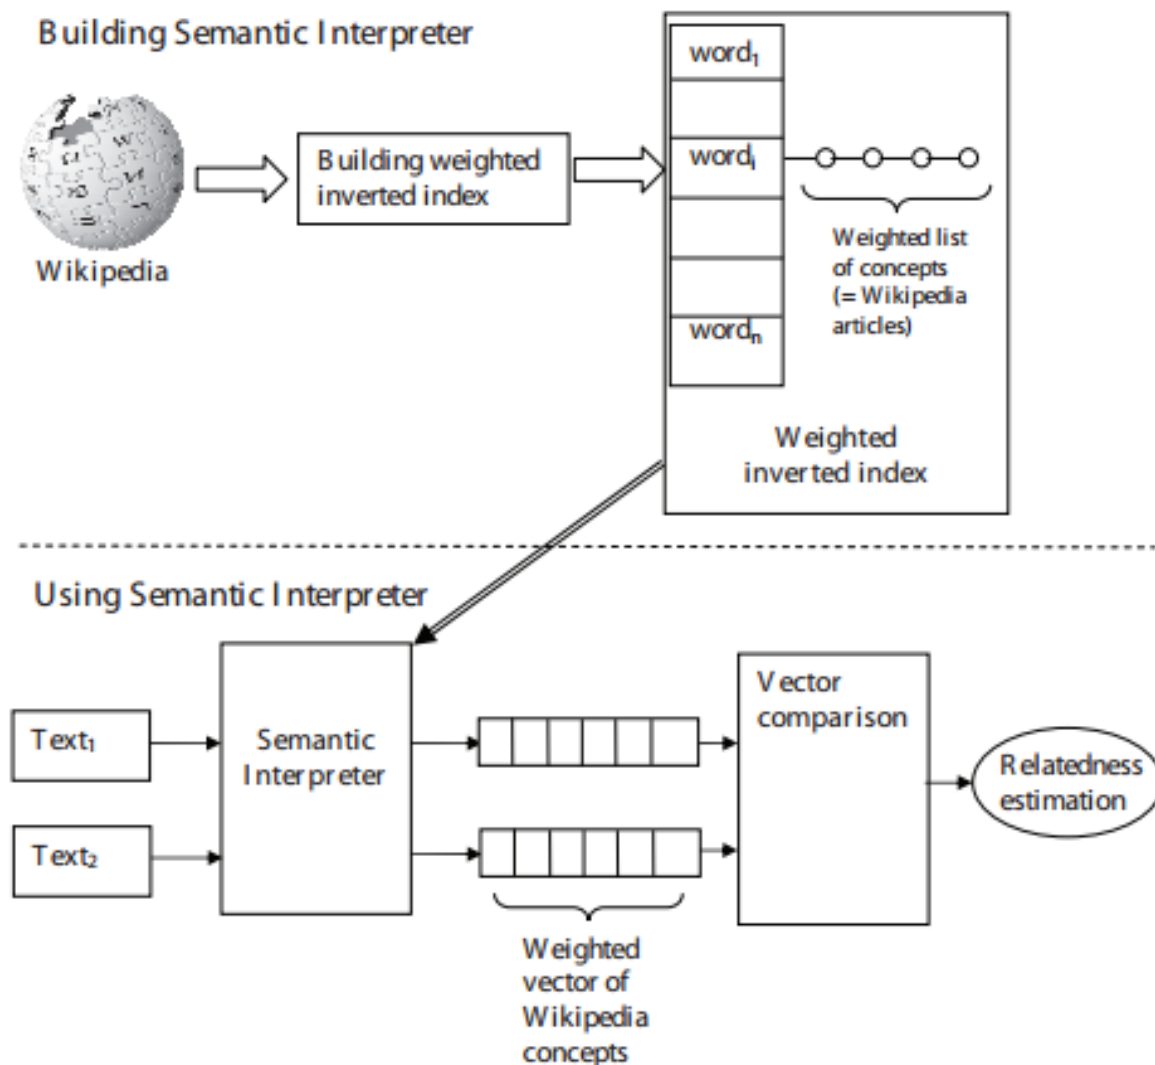 Building Semantic Interpreter
Wikipedia
Building weighted
inverted index
word₁
wordᵢ
wordₙ
Weighted list
of concepts
(= Wikipedia
articles)
Weighted
inverted index
Using Semantic Interpreter
Text₁
Text₂
Semantic
Interpreter
Weighted
vector of
Wikipedia
concepts
Vector
comparison
Relatedness
estimation